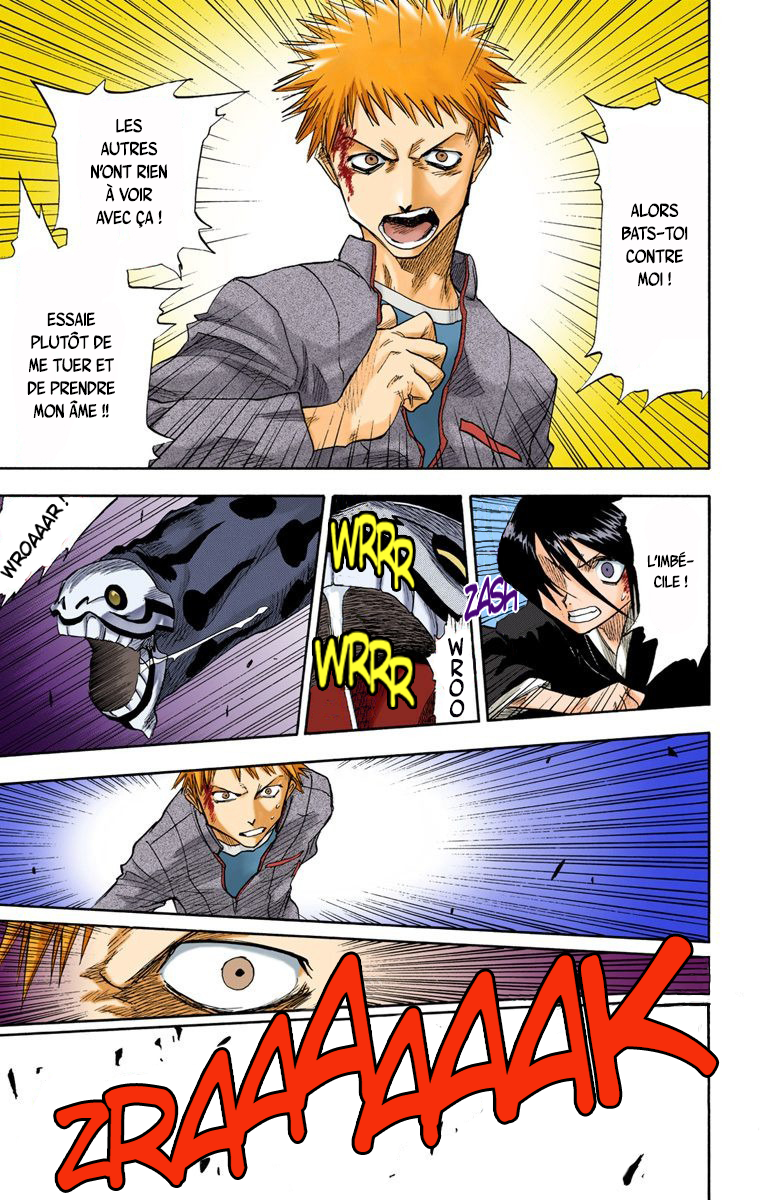 ALORS
BATS-TOI
CONTRE
MOI !
LES
AUTRES
N'ONT RIEN
À VOIR
AVEC ÇA !
ESSAIE
PLUTÔT DE
ME TUER ET
DE PRENDRE
MON ÂME !!
L'IMBÉ-
CILE !
ZASH
WRRR
WRRR
WROO
WROAAAR !
ZRAAAAAAAK